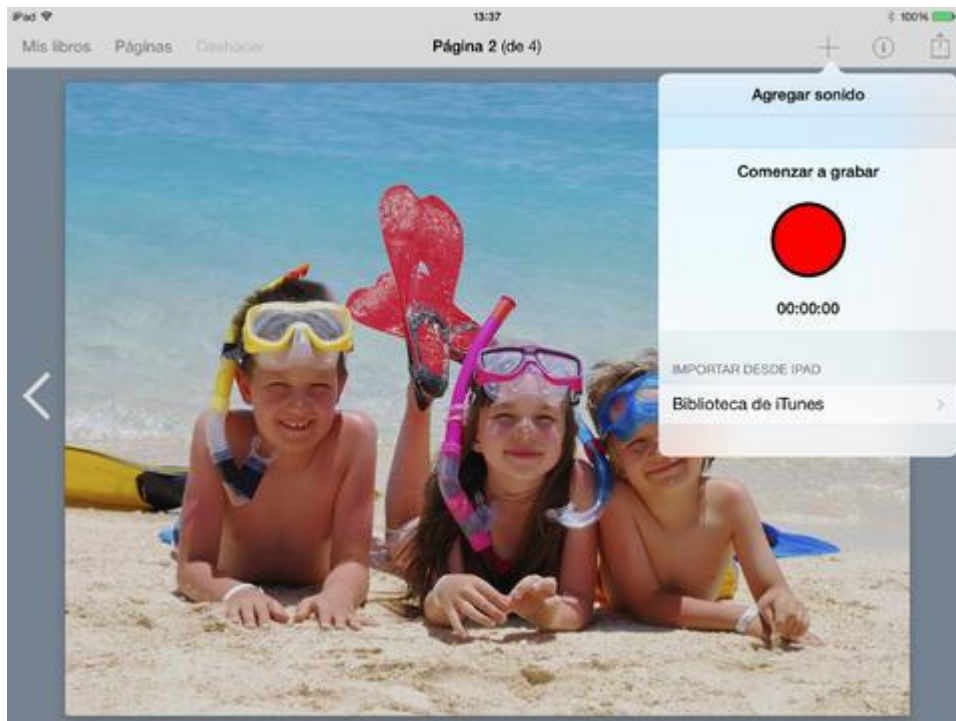 iPad
13:37
100%
Mis libros
Páginas
Deshacer
Página 2 (de 4)
Agregar sonido
Comenzar a grabar
00:00:00
IMPORTAR DESDE IPAD
Biblioteca de iTunes